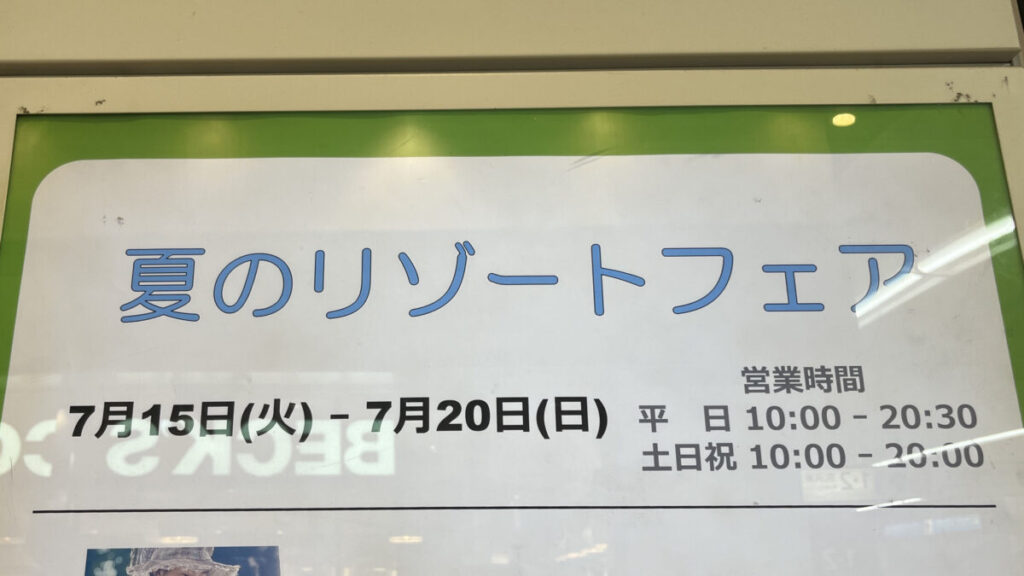 夏のリゾートフェア
7月15日(火) - 7月20日(日)
営業時間
平　日 10:00 - 20:30
土日祝 10:00 - 20:00
BECK'S CO